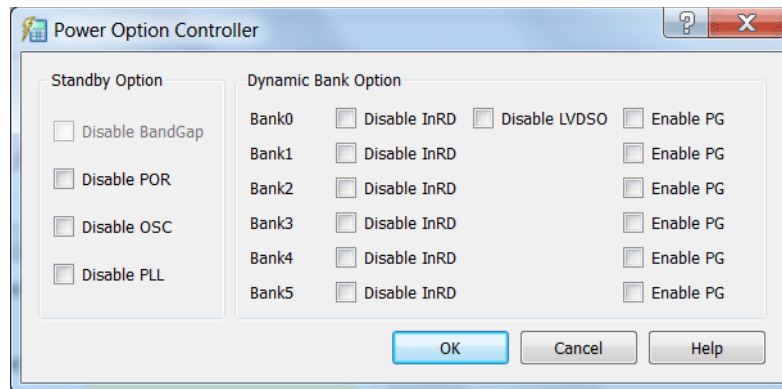 Power Option Controller
Standby Option
Disable BandGap
Disable POR
Disable OSC
Disable PLL
Dynamic Bank Option
Bank0 Disable InRD Disable LVDSO Enable PG
Bank1 Disable InRD Enable PG
Bank2 Disable InRD Enable PG
Bank3 Disable InRD Enable PG
Bank4 Disable InRD Enable PG
Bank5 Disable InRD Enable PG
OK Cancel Help